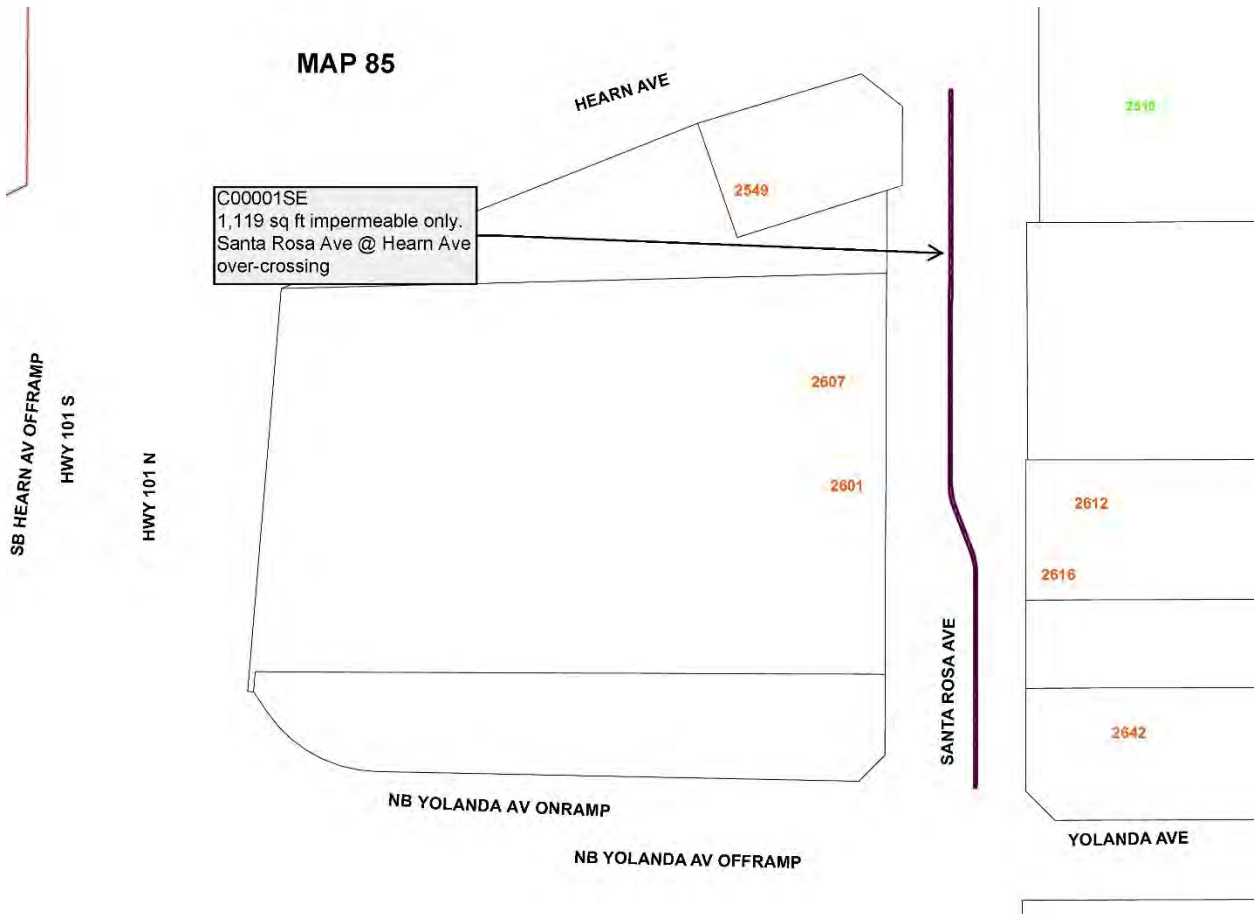 MAP 85
HEARN AVE
2510
2549
C00001SE
1,119 sq ft impermeable only.
Santa Rosa Ave @ Hearn Ave
over-crossing
2607
SB HEARN AV OFFRAMP
HWY 101 S
HWY 101 N
2601
2612
2616
SANTA ROSA AVE
2642
NB YOLANDA AV ONRAMP
YOLANDA AVE
NB YOLANDA AV OFFRAMP